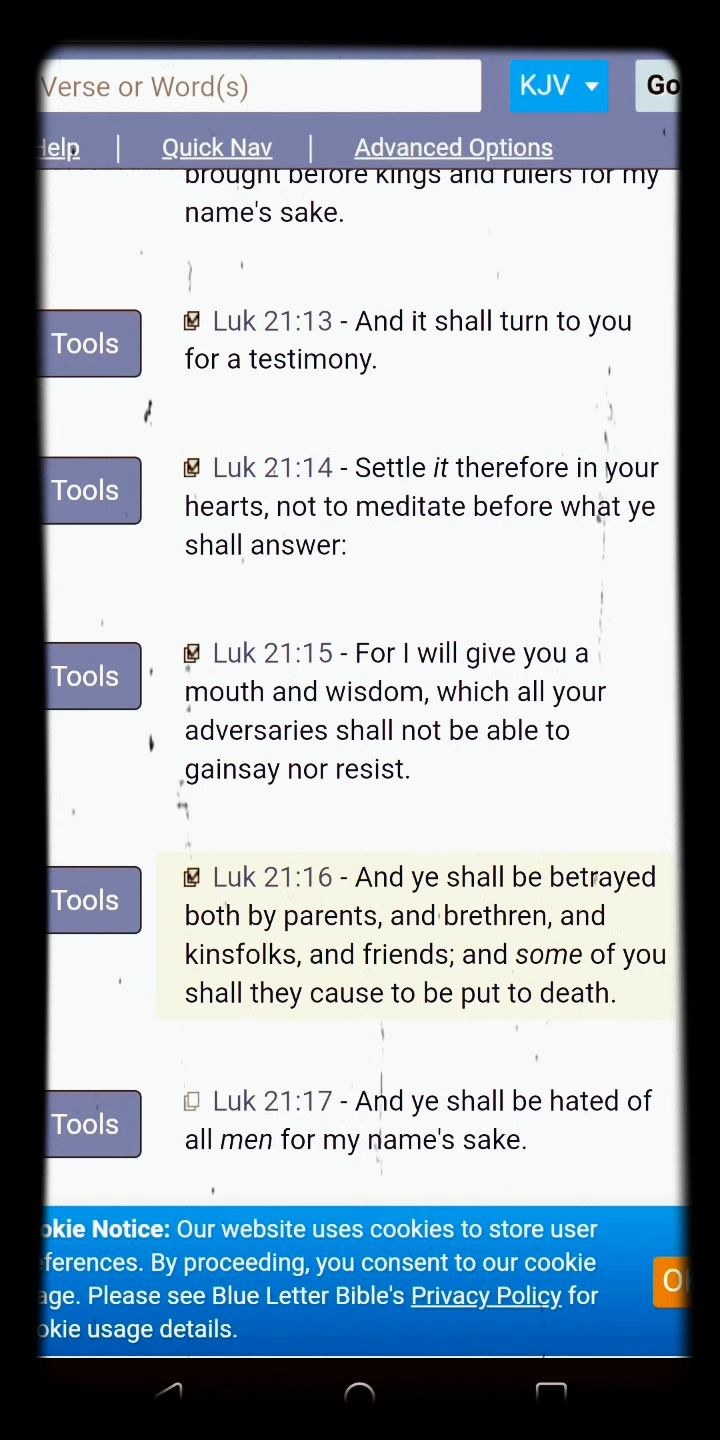 Verse or Word(s)
KJV
Go
Help | Quick Nav | Advanced Options
brought before kings and rulers for my
name's sake.
Tools
Luk 21:13 - And it shall turn to you
for a testimony.
Tools
Luk 21:14 - Settle it therefore in your
hearts, not to meditate before what ye
shall answer:
Tools
Luk 21:15 - For I will give you a
mouth and wisdom, which all your
adversaries shall not be able to
gainsay nor resist.
Tools
Luk 21:16 - And ye shall be betrayed
both by parents, and brethren, and
kinsfolks, and friends; and some of you
shall they cause to be put to death.
Tools
Luk 21:17 - And ye shall be hated of
all men for my name's sake.
okie Notice: Our website uses cookies to store user
ferences. By proceeding, you consent to our cookie
age. Please see Blue Letter Bible's Privacy Policy for
okie usage details.